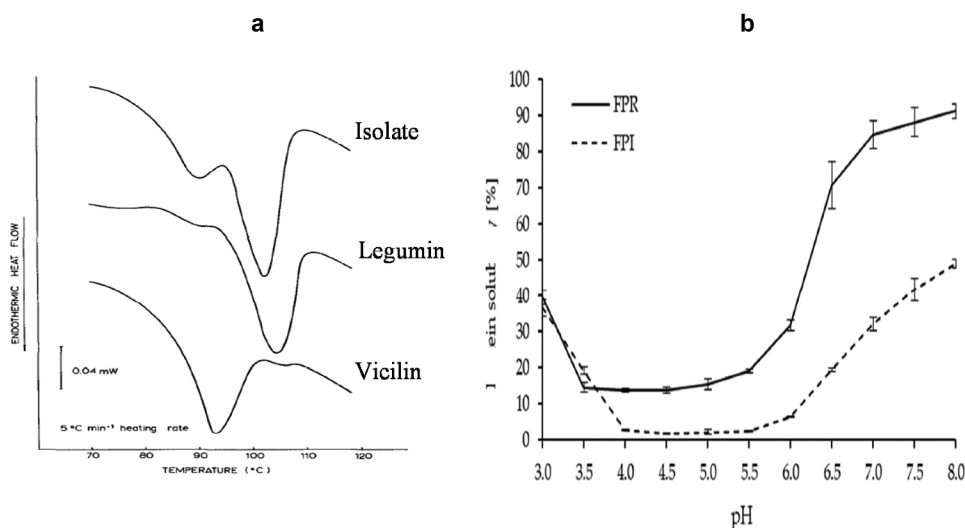 a
b
Isolate
Legumin
Vicilin
ENDOTHERMIC HEAT FLOW
0.04 mW
5 °C min⁻¹ heating rate
70 80 90 100 110 120
TEMPERATURE (°C)
FPR
FPI
[%]
100
90
80
70
60
50
40
30
20
10
0
3.0 3.5 4.0 4.5 5.0 5.5 6.0 6.5 7.0 7.5 8.0
pH